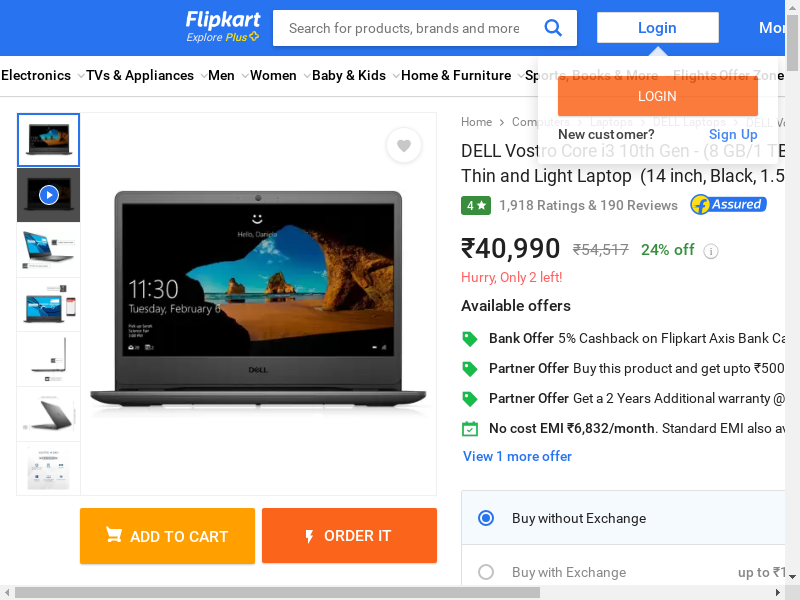 Flipkart
Explore Plus
Search for products, brands and more
Login
Electronics
TVs & Appliances
Men
Women
Baby & Kids
Home & Furniture
Sports, Books & More
Flights
Offer Zone
LOGIN
New customer?
Sign Up
Home
Computers
Laptops
DELL Laptops
DELL Vo
DELL Vostro Core i3 10th Gen - (8 GB/1 TB
Thin and Light Laptop (14 inch, Black, 1.5
4
1,918 Ratings & 190 Reviews
Assured
₹40,990
₹54,517
24% off
i
Hurry, Only 2 left!
Available offers
Bank Offer 5% Cashback on Flipkart Axis Bank Ca
Partner Offer Buy this product and get upto ₹500
Partner Offer Get a 2 Years Additional warranty @
No cost EMI ₹6,832/month. Standard EMI also av
View 1 more offer
Buy without Exchange
Buy with Exchange
up to ₹1
Hello, Daniela
11:30
Tuesday, February 6
DELL
ADD TO CART
ORDER IT